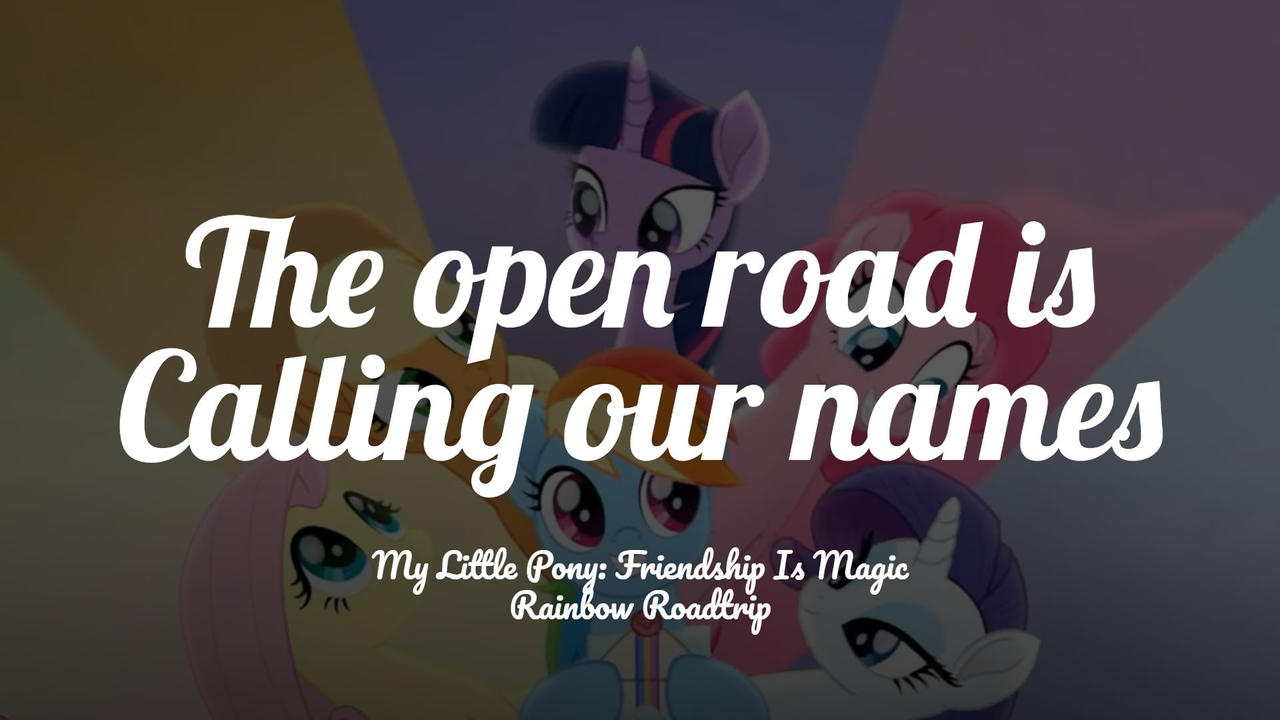 The open road is
Calling our names
My Little Pony: Friendship Is Magic
Rainbow Roadtrip